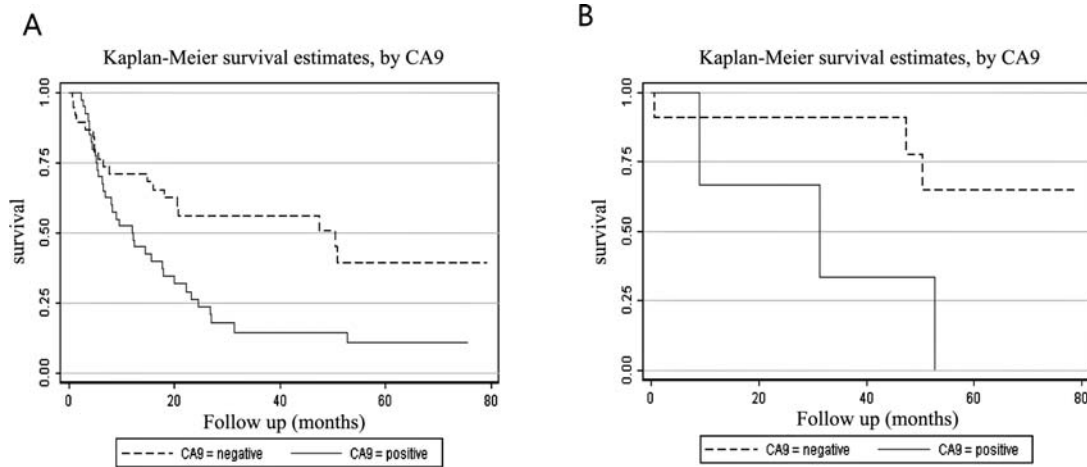 A
Kaplan-Meier survival estimates, by CA9
1.00
0.75
0.50
0.25
0.00
survival
0 20 40 60 80
Follow up (months)
CA9 = negative CA9 = positive
B
Kaplan-Meier survival estimates, by CA9
1.00
0.75
0.50
0.25
0.00
survival
0 20 40 60 80
Follow up (months)
CA9 = negative CA9 = positive